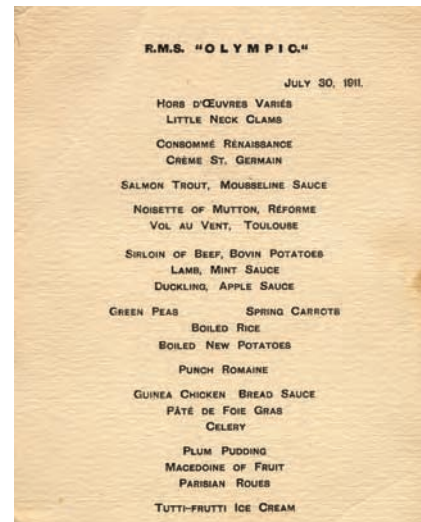 R.M.S. "OLYMPIC."
JULY 30, 1911.
HORS D'ŒUVRES VARIÉS
LITTLE NECK CLAMS
CONSOMMÉ RENAISSANCE
CRÈME ST. GERMAIN
SALMON TROUT, MOUSSELINE SAUCE
NOISETTE OF MUTTON, RÉFORME
VOL AU VENT, TOULOUSE
SIRLOIN OF BEEF, BOVIN POTATOES
LAMB, MINT SAUCE
DUCKLING, APPLE SAUCE
GREEN PEAS SPRING CARROTS
BOILED RICE
BOILED NEW POTATOES
PUNCH ROMAINE
GUINEA CHICKEN BREAD SAUCE
PÂTÉ DE FOIE GRAS
CELERY
PLUM PUDDING
MACEDOINE OF FRUIT
PARISIAN ROUES
TUTTI-FRUTTI ICE CREAM